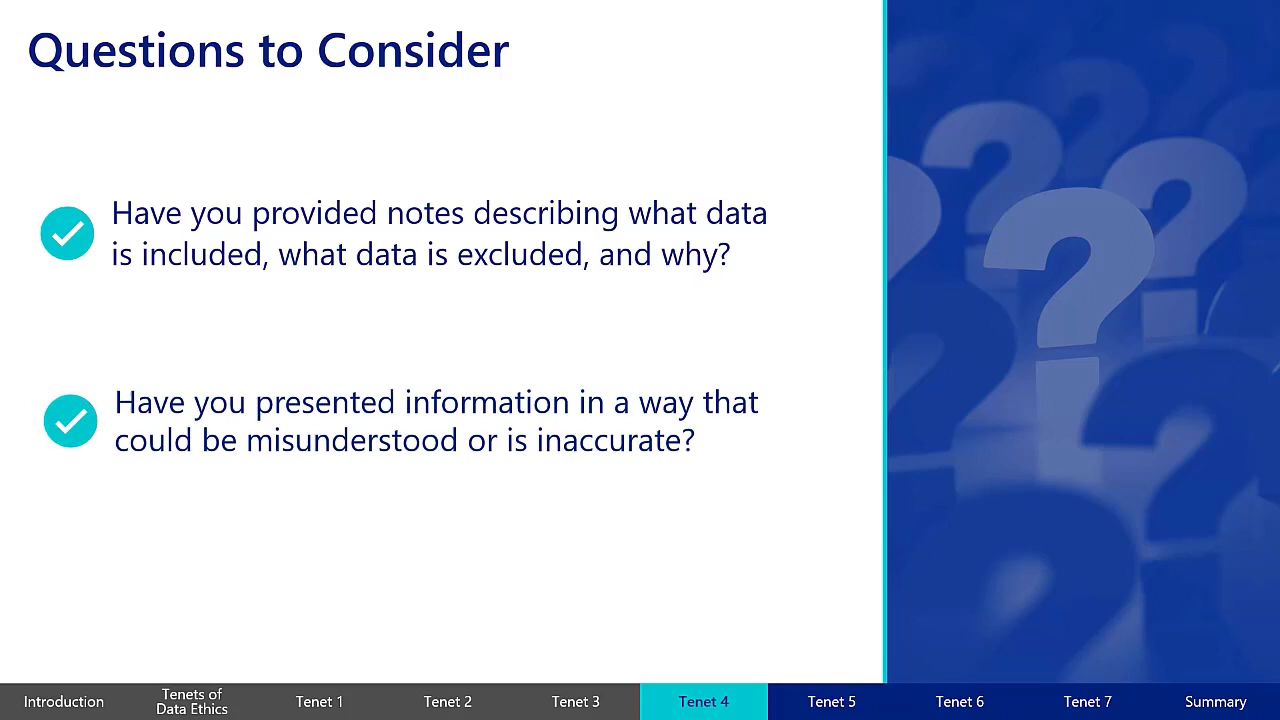 Questions to Consider
Have you provided notes describing what data
is included, what data is excluded, and why?
Have you presented information in a way that
could be misunderstood or is inaccurate?
Introduction
Tenets of
Data Ethics
Tenet 1
Tenet 2
Tenet 3
Tenet 4
Tenet 5
Tenet 6
Tenet 7
Summary